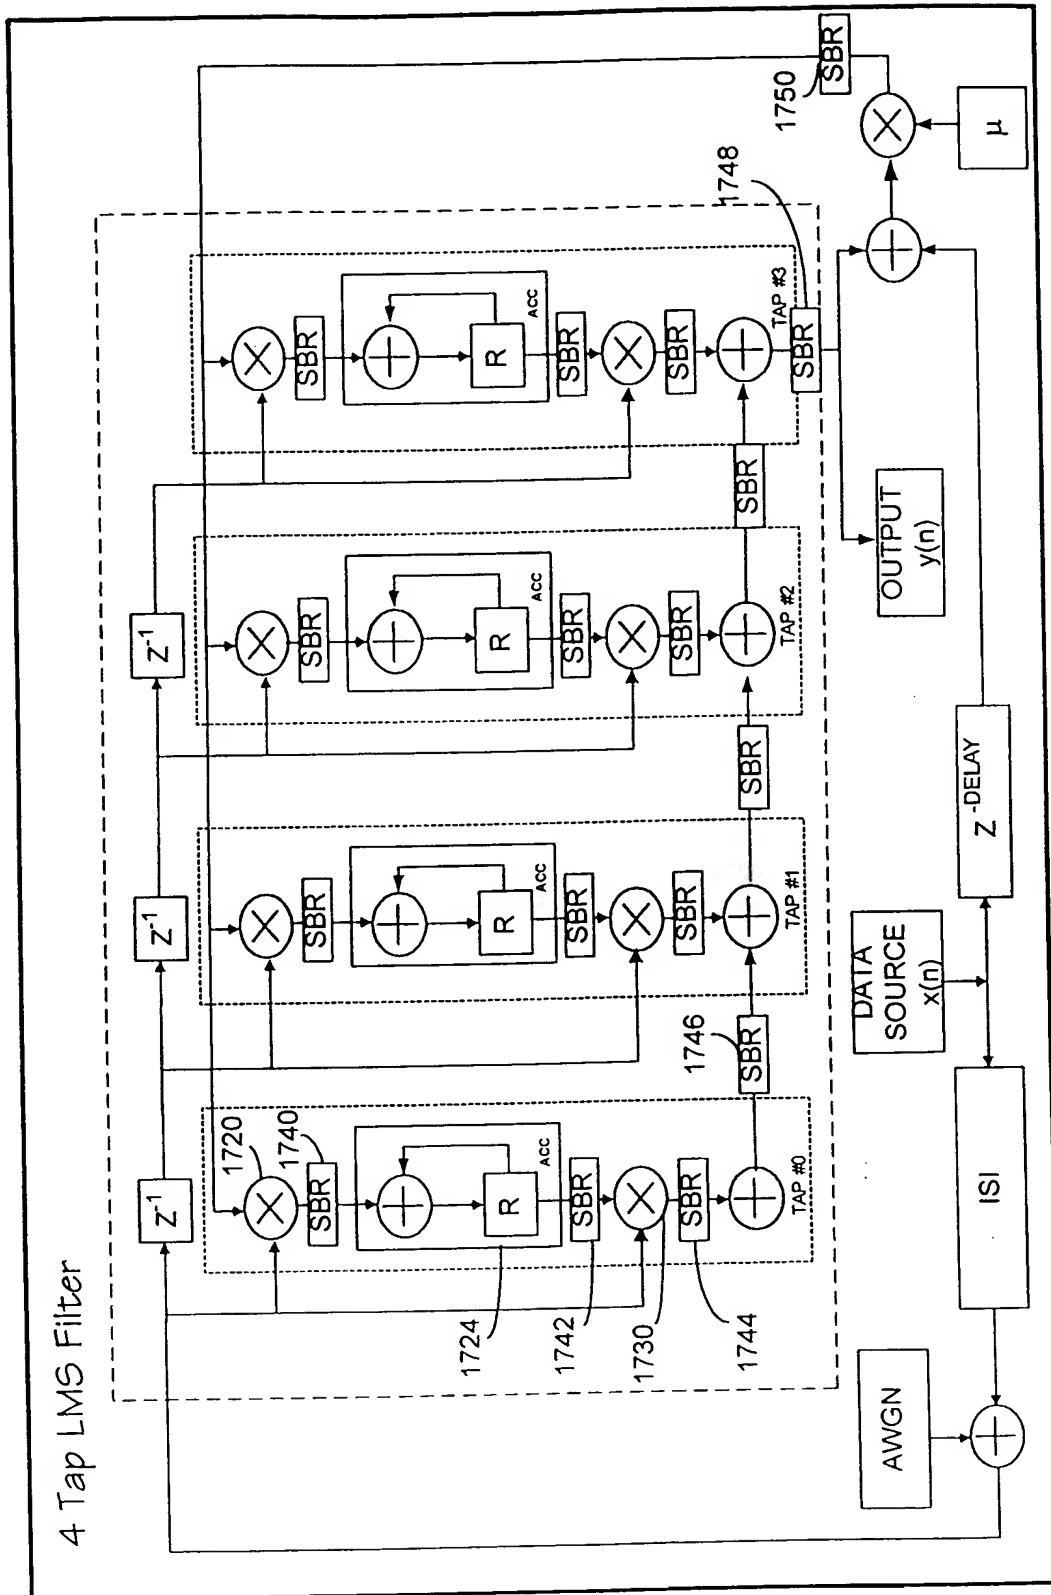 4 Tap LMS Filter
Z⁻¹
Z⁻¹
Z⁻¹
1720
1740
SBR
SBR
SBR
SBR
1724
R
R
R
R
ACC
ACC
ACC
ACC
1742
SBR
SBR
SBR
SBR
1730
1744
SBR
SBR
SBR
SBR
1746
1748
SBR
SBR
SBR
TAP #0
TAP #1
TAP #2
TAP #3
SBR
1750
SBR
AWGN
DATA
SOURCE
x(n)
OUTPUT
y(n)
ISI
Z⁻ᴰᴱᴸᴬʸ
μ